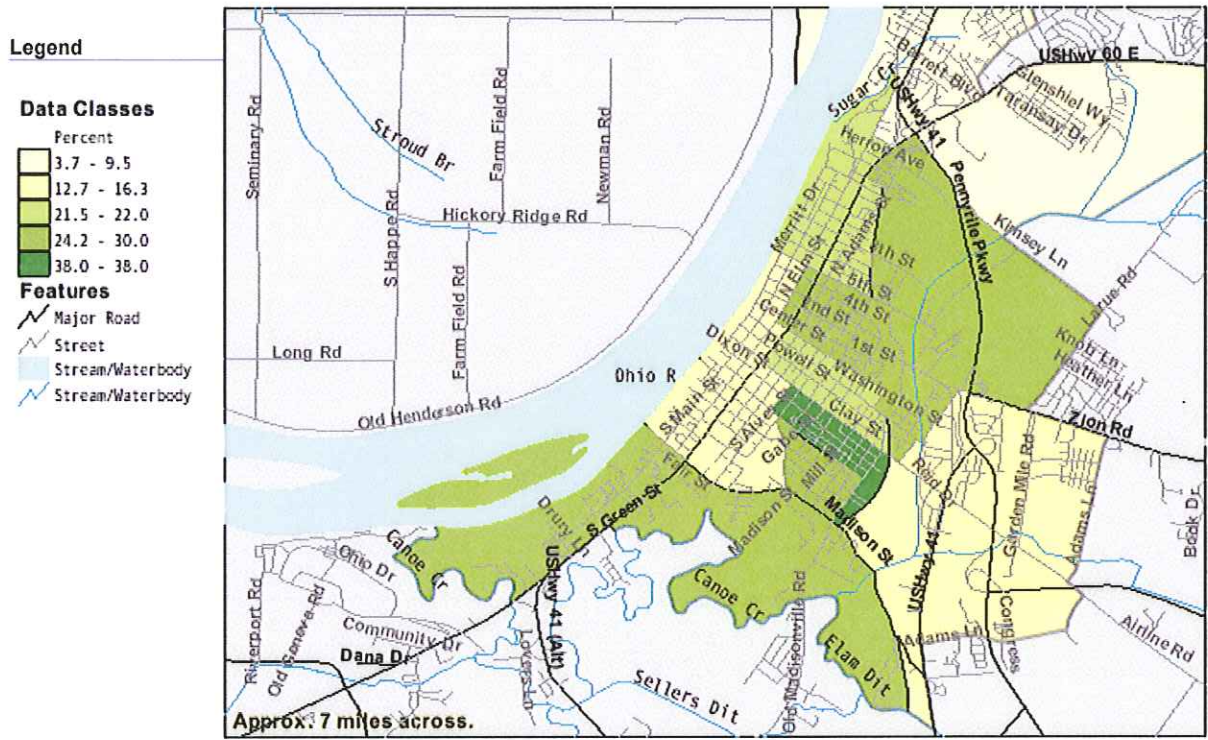 Legend
Data Classes
Percent
3.7 - 9.5
12.7 - 16.3
21.5 - 22.0
24.2 - 30.0
38.0 - 38.0
Features
Major Road
Street
Stream/Waterbody
Stream/Waterbody
USHwy 60 E
Barrett Blv
Glenshiel Wy
Taransay Dr
Sugar Cr
USHwy 41
Stroud Br
Seminary Rd
S Happe Rd
Farm Field Rd
Newman Rd
Hickory Ridge Rd
Farm Field Rd
Long Rd
Old Henderson Rd
Ohio R
Herron Ave
Pennyrile Pkwy
Merritt Dr
N Elm St
N Adams St
Kimsey Ln
Larue Rd
5th St
4th St
2nd St
Center St
1st St
Dixon St
Powell St
Washington St
Knob Ln
Heather Ln
Zion Rd
S Main St
S Alves
Clay St
Mill
Fair St
S Green St
Drury Ln
Madison St
Madison St
USHwy 41
Garden Mile Rd
Adams Ln
Book Dr
Canoe Cr
Canoe Cr
Ohio Dr
Riverport Rd
Old Geneva Rd
Community Dr
Dana Dr
USHwy 41 (Alt)
Lovers Ln
Sellers Dit
Old Madisonville Rd
Elam Dit
Adams Ln
Congress
Airline Rd
Approx. 7 miles across.